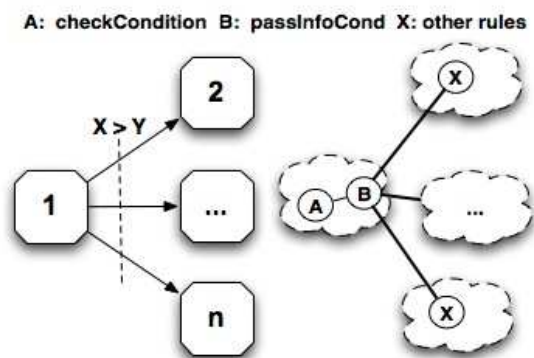 A: checkCondition B: passInfoCond X: other rules
2
X
X > Y
1
...
A
B
...
n
X